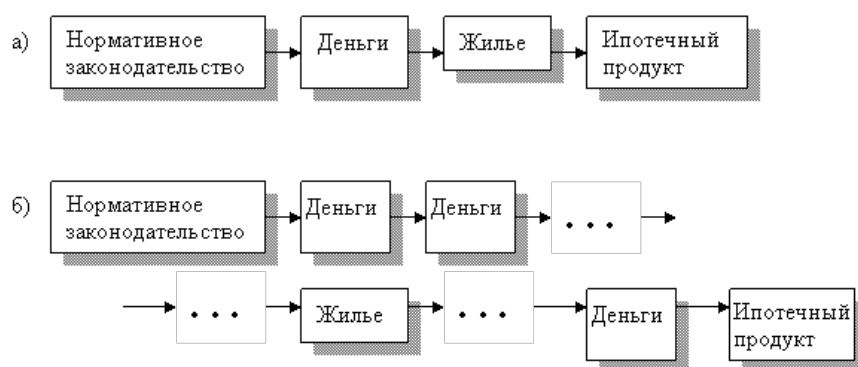 а)
Нормативное
законодательство
Деньги
Жилье
Ипотечный
продукт
б)
Нормативное
законодательство
Деньги
Деньги
...
...
Жилье
...
Деньги
Ипотечный
продукт